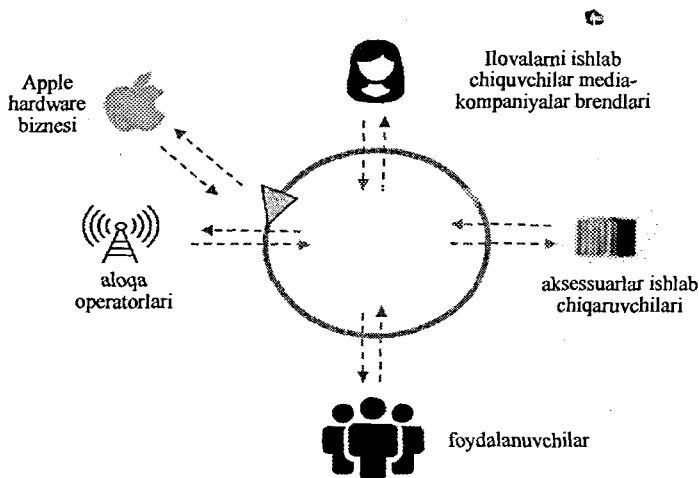 Apple
hardware
biznesi
Ilovalarni ishlab
chiquvchilar media-
kompaniyalar brendlari
aloqa
operatorlari
aksessuarlar ishlab
chiqaruvchilari
foydalanuvchilar